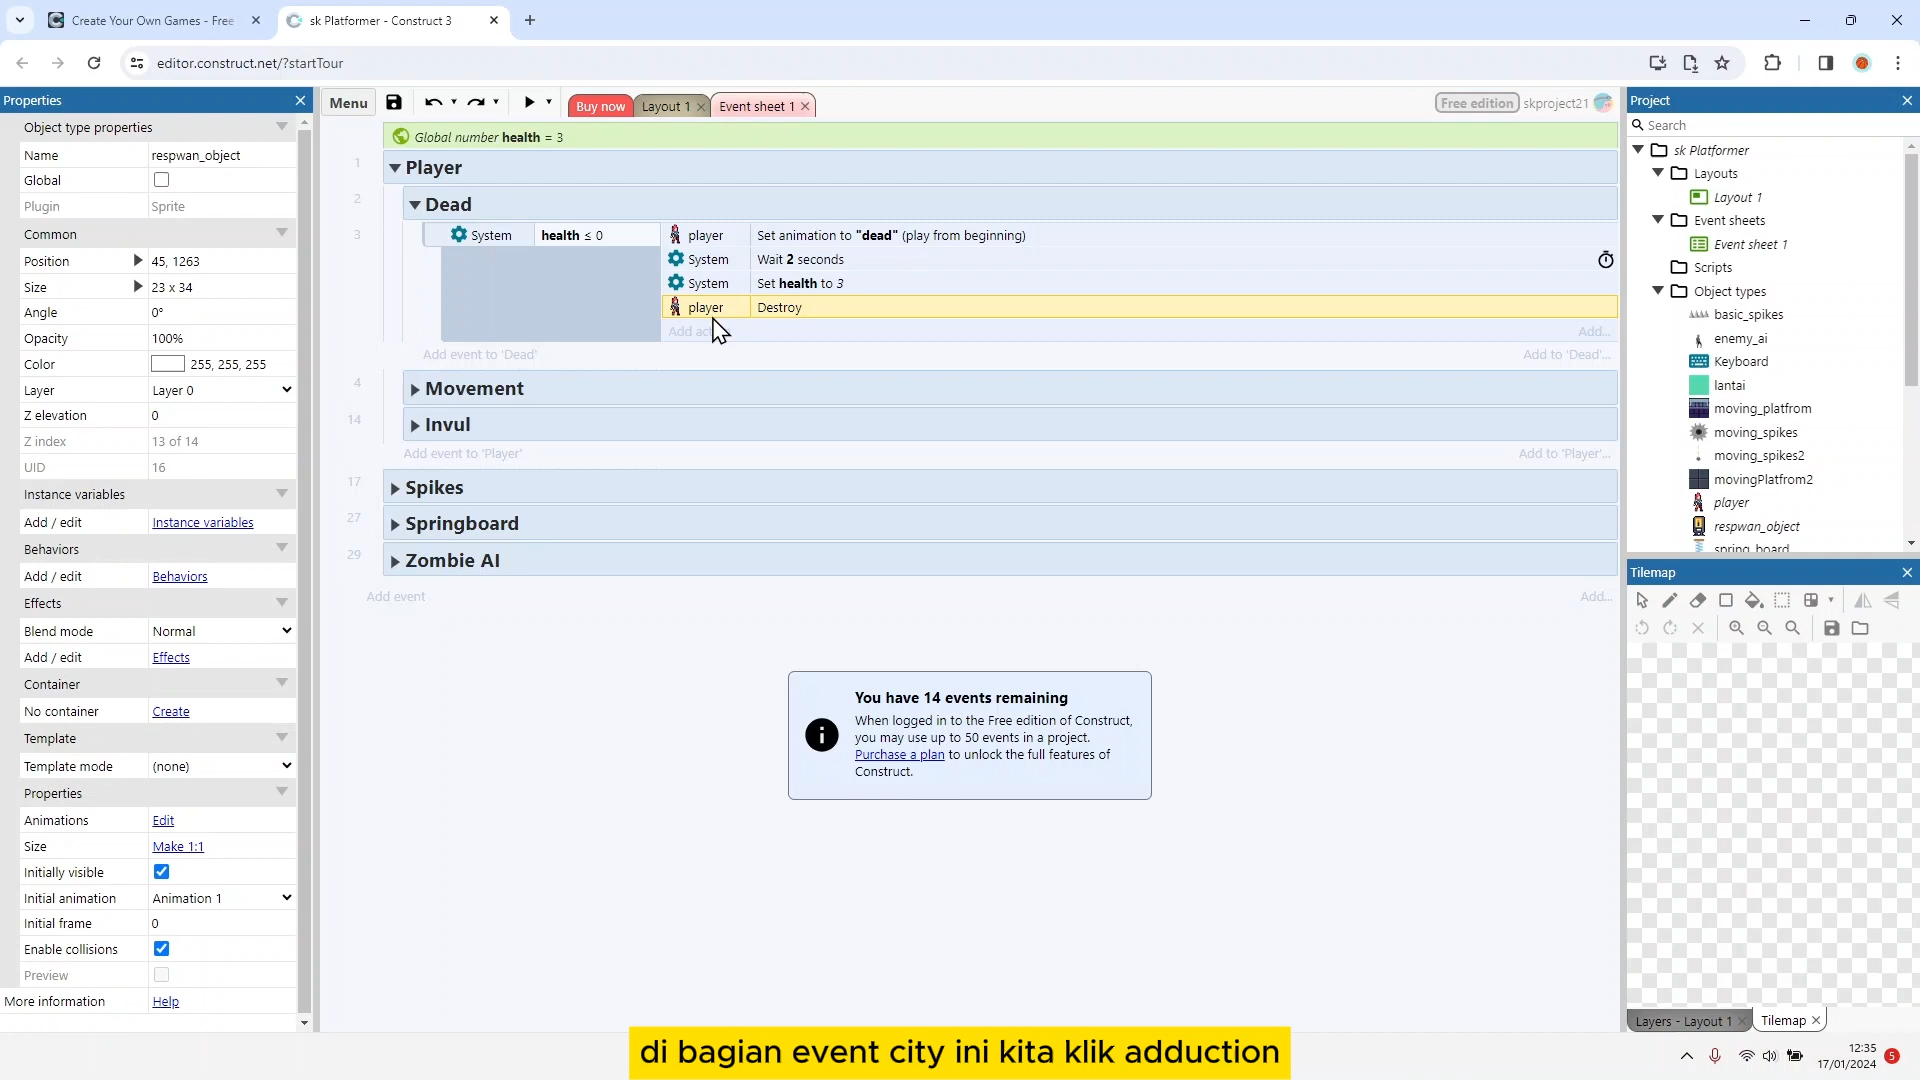 Create Your Own Games - Free
sk Platformer - Construct 3
editor.construct.net/?startTour
Properties
Object type properties
Name respwan_object
Global
Plugin Sprite
Common
Position 45, 1263
Size 23 x 34
Angle 0°
Opacity 100%
Color 255, 255, 255
Layer Layer 0
Z elevation 0
Z index 13 of 14
UID 16
Instance variables
Add / edit Instance variables
Behaviors
Add / edit Behaviors
Effects
Blend mode Normal
Add / edit Effects
Container
No container Create
Template
Template mode (none)
Properties
Animations Edit
Size Make 1:1
Initially visible
Initial animation Animation 1
Initial frame 0
Enable collisions
Preview
More information Help
Menu
Buy now
Layout 1
Event sheet 1
Free edition skproject21
Global number health = 3
1 Player
2 Dead
3 System health ≤ 0
player Set animation to "dead" (play from beginning)
System Wait 2 seconds
System Set health to 3
player Destroy
Add Add...
Add event to 'Dead' Add to 'Dead'...
4 Movement
14 Invul
Add event to 'Player' Add to 'Player'...
17 Spikes
27 Springboard
29 Zombie AI
Add event Add...
You have 14 events remaining
When logged in to the Free edition of Construct,
you may use up to 50 events in a project.
Purchase a plan to unlock the full features of
Construct.
Project
Search
sk Platformer
Layouts
Layout 1
Event sheets
Event sheet 1
Scripts
Object types
basic_spikes
enemy_ai
Keyboard
lantai
moving_platfrom
moving_spikes
moving_spikes2
movingPlatfrom2
player
respwan_object
spring_board
Tilemap
Layers - Layout 1
Tilemap
di bagian event city ini kita klik adduction
12:35
17/01/2024
5